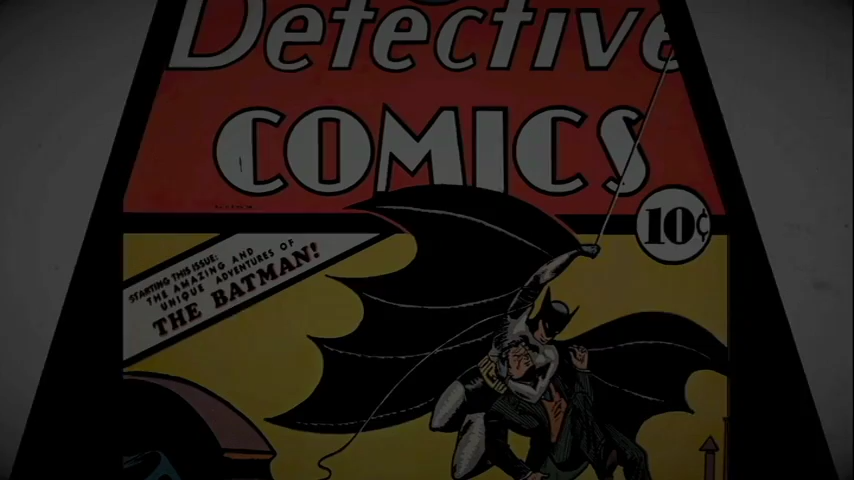 Detective
COMICS
10¢
STARTING THIS ISSUE:
THE AMAZING AND
UNIQUE ADVENTURES OF
THE BATMAN!